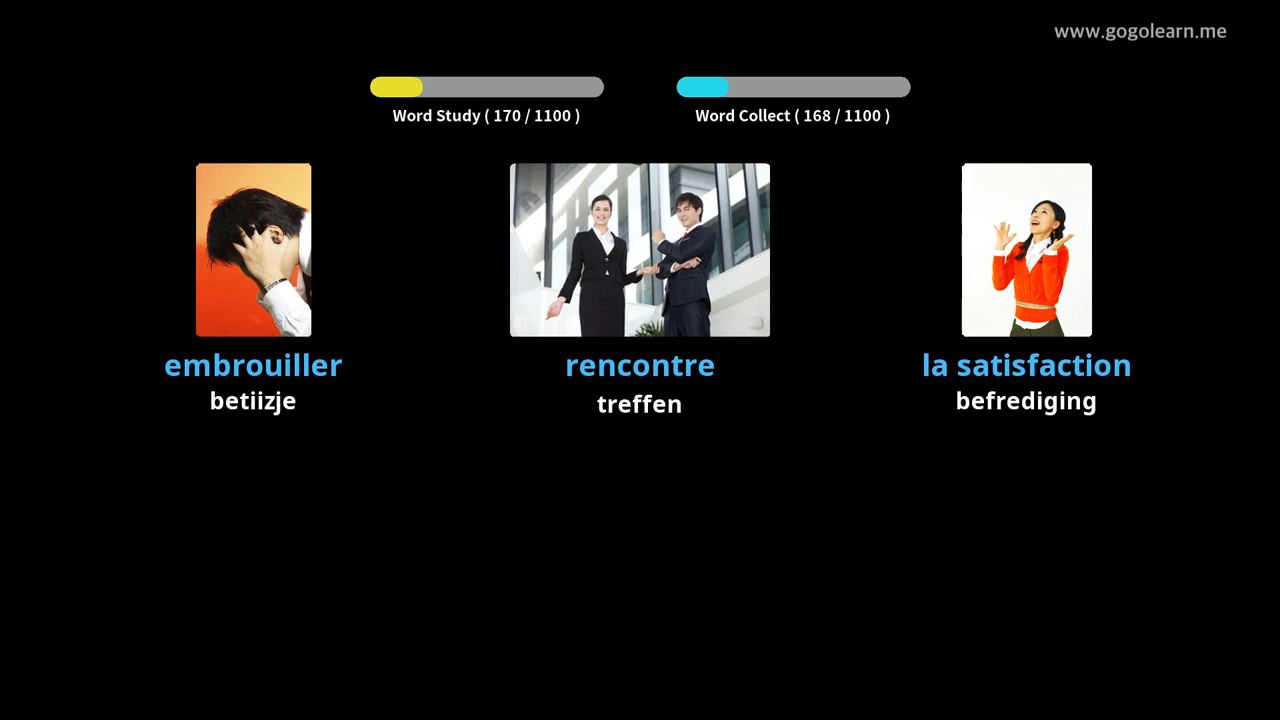 www.gogolearn.me
Word Study ( 170 / 1100 )
Word Collect ( 168 / 1100 )
embrouiller
rencontre
la satisfaction
betiizje
treffen
befrediging